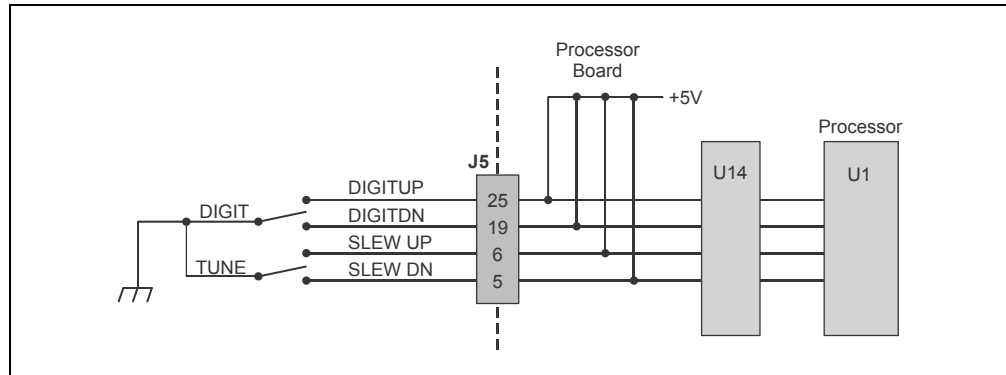 Processor
Board
+5V
Processor
J5
U14
U1
DIGITUP
25
DIGIT
DIGITDN
19
SLEW UP
6
TUNE
SLEW DN
5